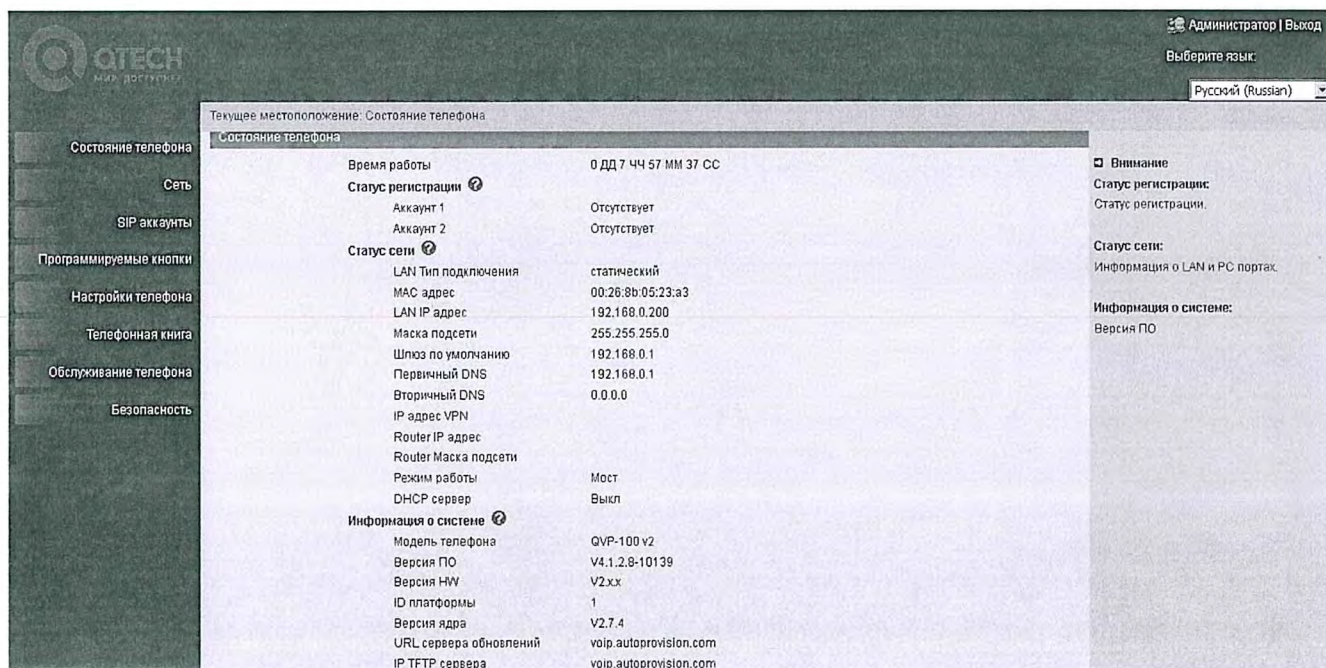 QTECH
МИР ДОСТУПНЕЕ
Администратор | Выход
Выберите язык:
Русский (Russian)
Состояние телефона
Сеть
SIP аккаунты
Программируемые кнопки
Настройки телефона
Телефонная книга
Обслуживание телефона
Безопасность
Текущее местоположение: Состояние телефона
Состояние телефона
Время работы 0 ДД 7 ЧЧ 57 ММ 37 СС
Статус регистрации
Аккаунт 1 Отсутствует
Аккаунт 2 Отсутствует
Статус сети
LAN Тип подключения статический
MAC адрес 00:26:8b:05:23:a3
LAN IP адрес 192.168.0.200
Маска подсети 255.255.255.0
Шлюз по умолчанию 192.168.0.1
Первичный DNS 192.168.0.1
Вторичный DNS 0.0.0.0
IP адрес VPN
Router IP адрес
Router Маска подсети
Режим работы Мост
DHCP сервер Выкл
Информация о системе
Модель телефона QVP-100 v2
Версия ПО V4.1.2.8-10139
Версия HW V2.x.x
ID платформы 1
Версия ядра V2.7.4
URL сервера обновлений voip.autoprovision.com
IP TFTP сервера voip.autoprovision.com
Внимание
Статус регистрации:
Статус регистрации.
Статус сети:
Информация о LAN и PC портах.
Информация о системе:
Версия ПО